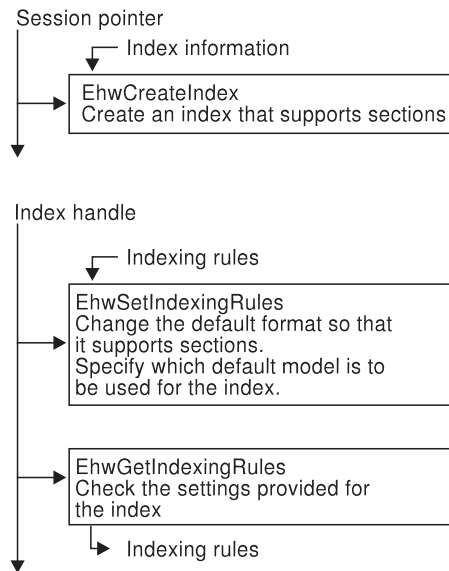 Session pointer
Index information
EhwCreateIndex
Create an index that supports sections
Index handle
Indexing rules
EhwSetIndexingRules
Change the default format so that
it supports sections.
Specify which default model is to
be used for the index.
EhwGetIndexingRules
Check the settings provided for
the index
Indexing rules